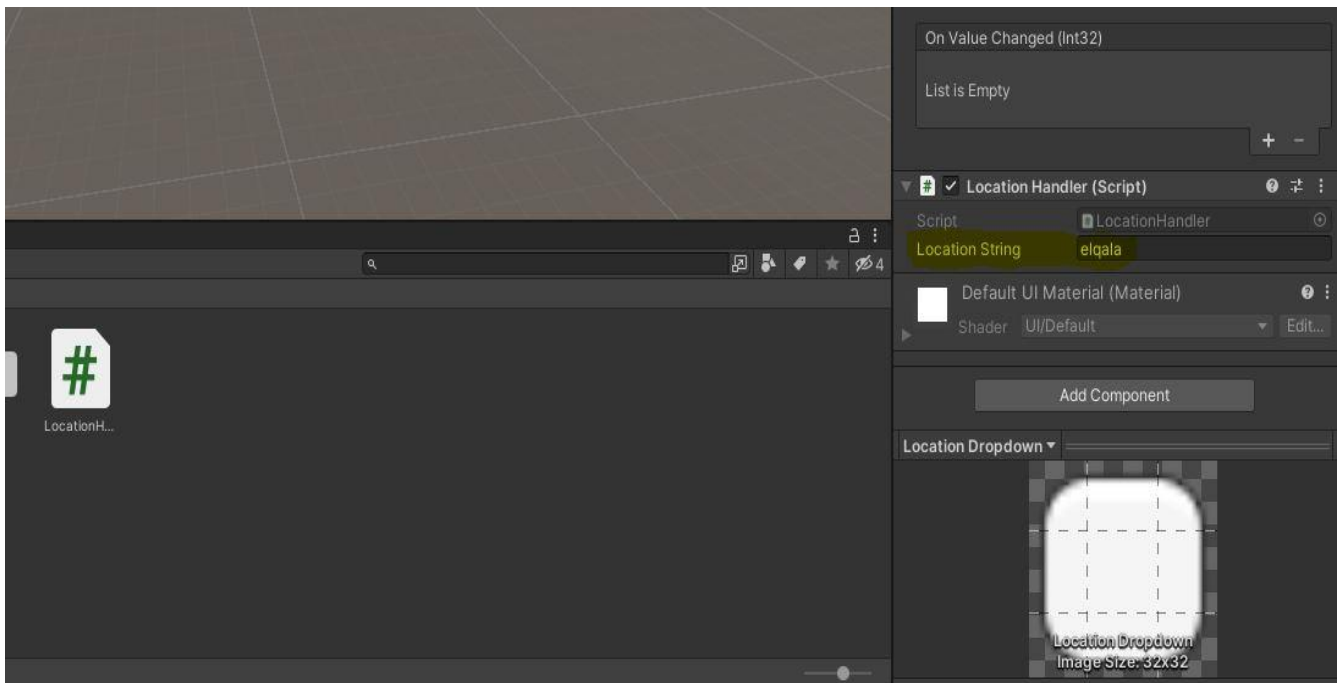 On Value Changed (Int32)
List is Empty
+ -
# Location Handler (Script)
Script LocationHandler
Location String elqala
4
Default UI Material (Material)
Shader UI/Default Edit...
#
LocationH...
Add Component
Location Dropdown
Location Dropdown
Image Size: 32x32